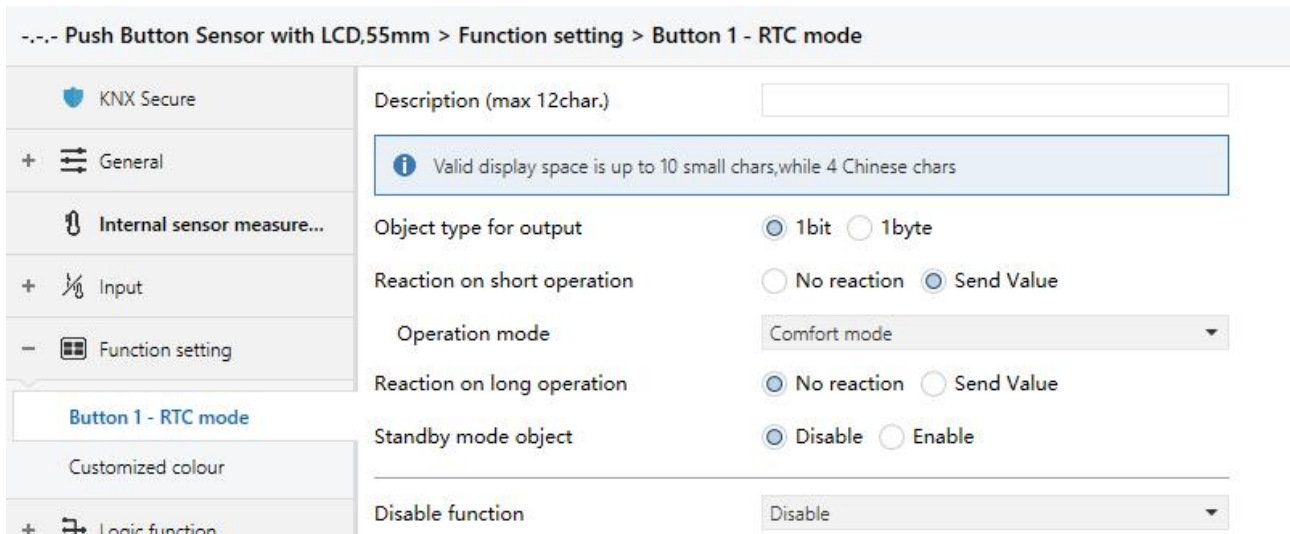 -.-.- Push Button Sensor with LCD,55mm > Function setting > Button 1 - RTC mode
KNX Secure
+ General
Internal sensor measure...
+ Input
− Function setting
Button 1 - RTC mode
Customized colour
+ Logic function
Description (max 12char.)
Valid display space is up to 10 small chars,while 4 Chinese chars
Object type for output 1bit 1byte
Reaction on short operation No reaction Send Value
Operation mode Comfort mode
Reaction on long operation No reaction Send Value
Standby mode object Disable Enable
Disable function Disable